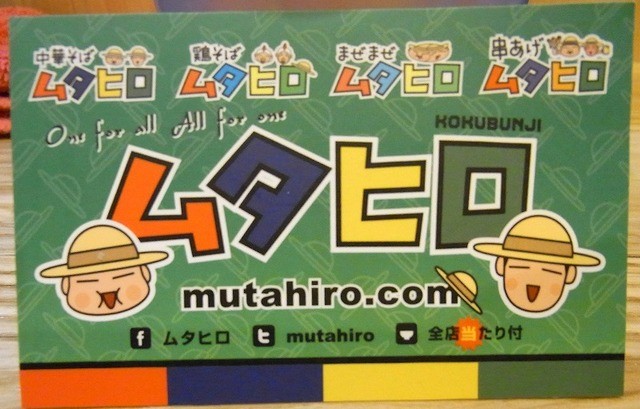 中華そば ムタヒロ
鶏そば ムタヒロ
まぜまぜ ムタヒロ
串あげ ムタヒロ
One for all All for one
KOKUBUNJI
ムタヒロ
mutahiro.com
f ムタヒロ t mutahiro 全店当たり付